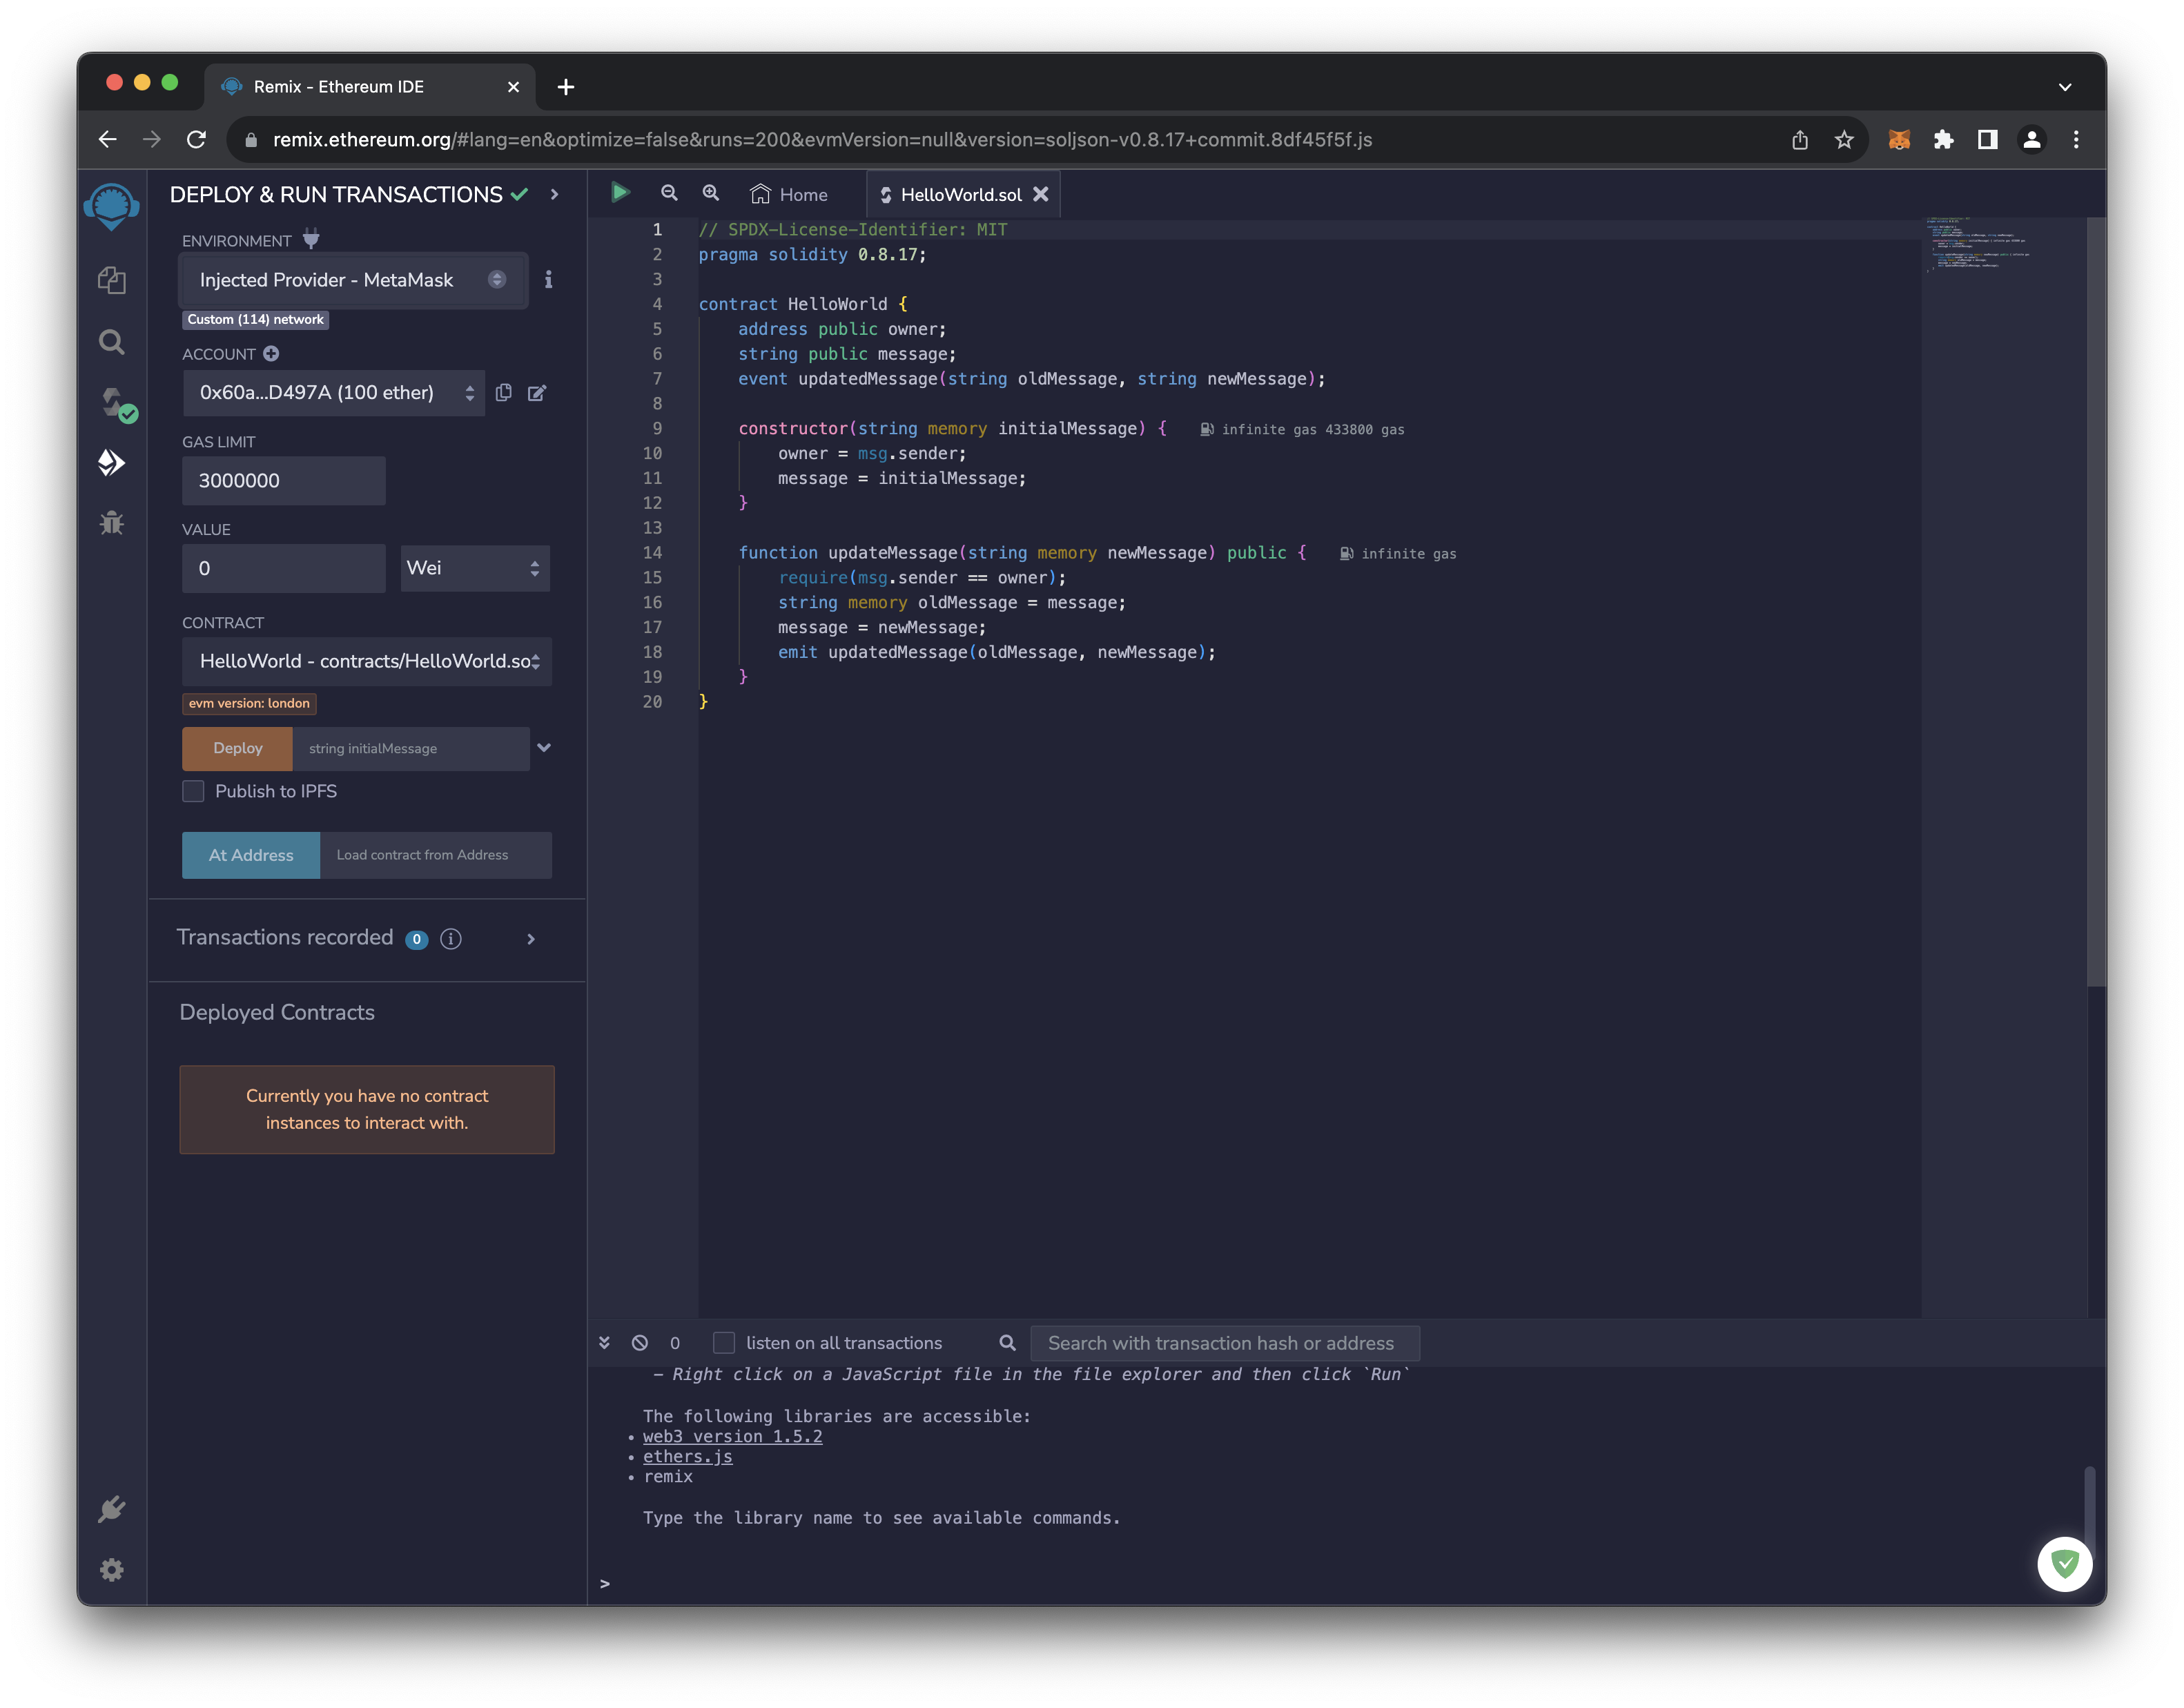 Remix - Ethereum IDE
remix.ethereum.org/#lang=en&optimize=false&runs=200&evmVersion=null&version=soljson-v0.8.17+commit.8df45f5f.js
DEPLOY & RUN TRANSACTIONS
ENVIRONMENT
Injected Provider - MetaMask
Custom (114) network
ACCOUNT
0x60a...D497A (100 ether)
GAS LIMIT
3000000
VALUE
0
Wei
CONTRACT
HelloWorld - contracts/HelloWorld.so
evm version: london
Deploy
string initialMessage
Publish to IPFS
At Address
Load contract from Address
Transactions recorded 0 i
Deployed Contracts
Currently you have no contract
instances to interact with.
Home
HelloWorld.sol
1 // SPDX-License-Identifier: MIT
2 pragma solidity 0.8.17;
3
4 contract HelloWorld {
5     address public owner;
6     string public message;
7     event updatedMessage(string oldMessage, string newMessage);
8
9     constructor(string memory initialMessage) { infinite gas 433800 gas
10         owner = msg.sender;
11         message = initialMessage;
12     }
13
14     function updateMessage(string memory newMessage) public { infinite gas
15         require(msg.sender == owner);
16         string memory oldMessage = message;
17         message = newMessage;
18         emit updatedMessage(oldMessage, newMessage);
19     }
20 }
0
listen on all transactions
Search with transaction hash or address
- Right click on a JavaScript file in the file explorer and then click `Run`
The following libraries are accessible:
• web3 version 1.5.2
• ethers.js
• remix
Type the library name to see available commands.
>